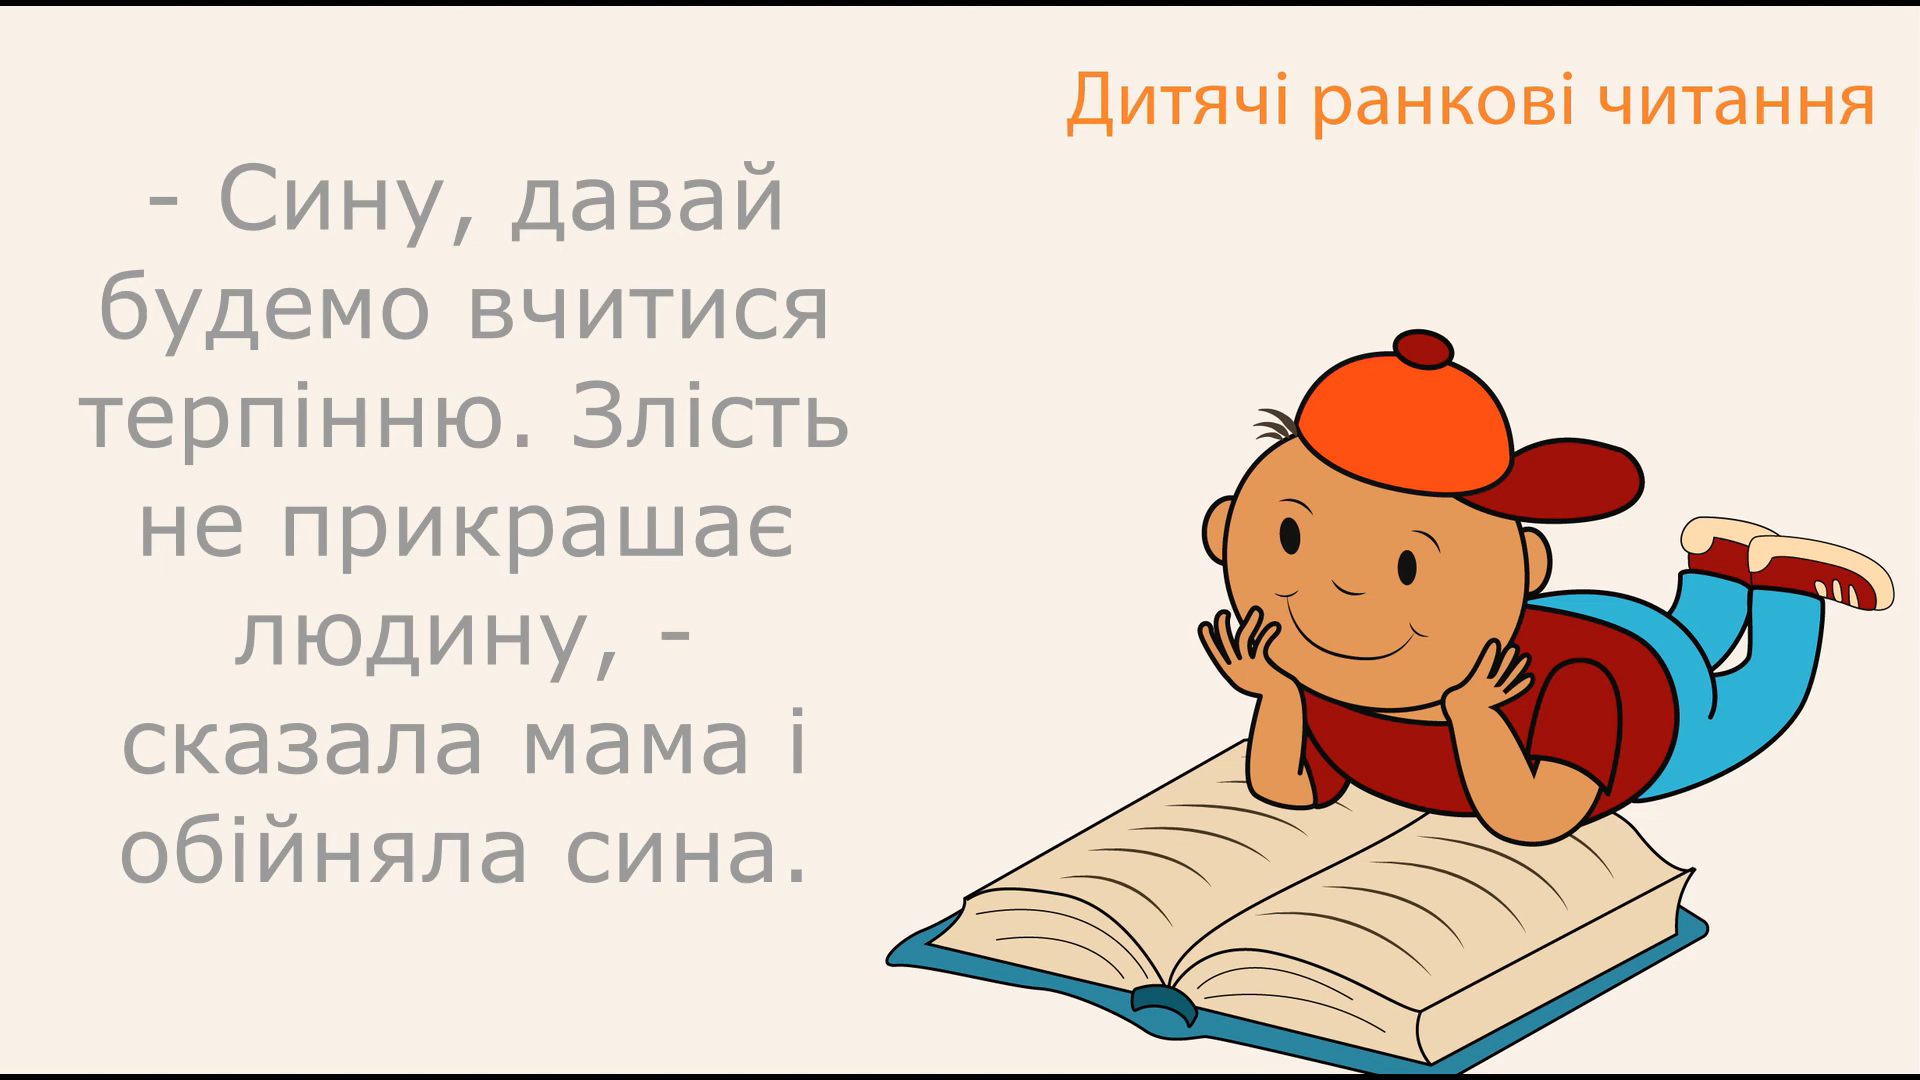 Дитячі ранкові читання
- Сину, давай
будемо вчитися
терпінню. Злість
не прикрашає
людину, -
сказала мама і
обійняла сина.